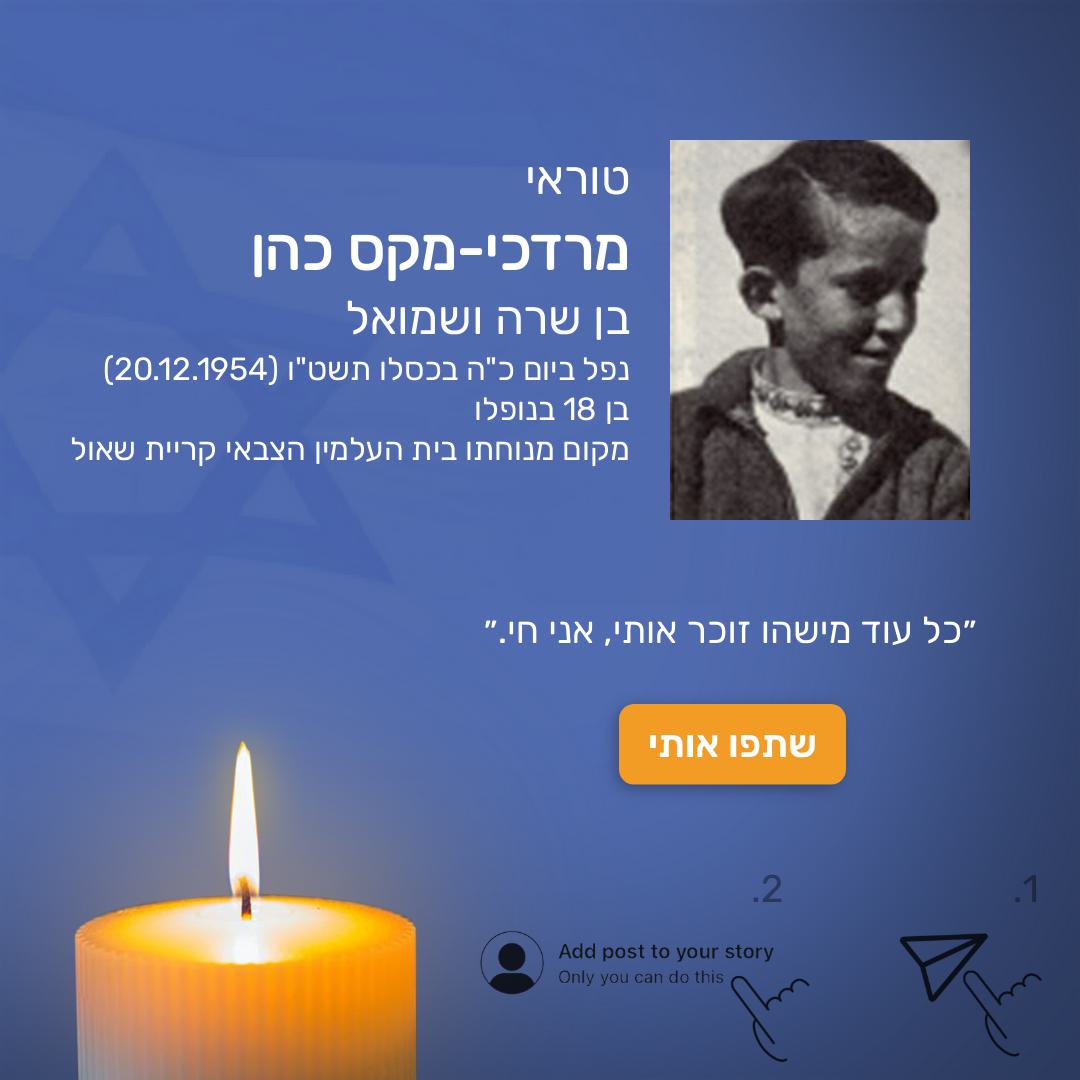 טוראי
מרדכי-מקס כהן
בן שרה ושמואל
נפל ביום כ"ה בכסלו תשט"ו (20.12.1954)
בן 18 בנופלו
מקום מנוחתו בית העלמין הצבאי קריית שאול
״כל עוד מישהו זוכר אותי, אני חי.״
שתפו אותי
.1
.2
Add post to your story
Only you can do this